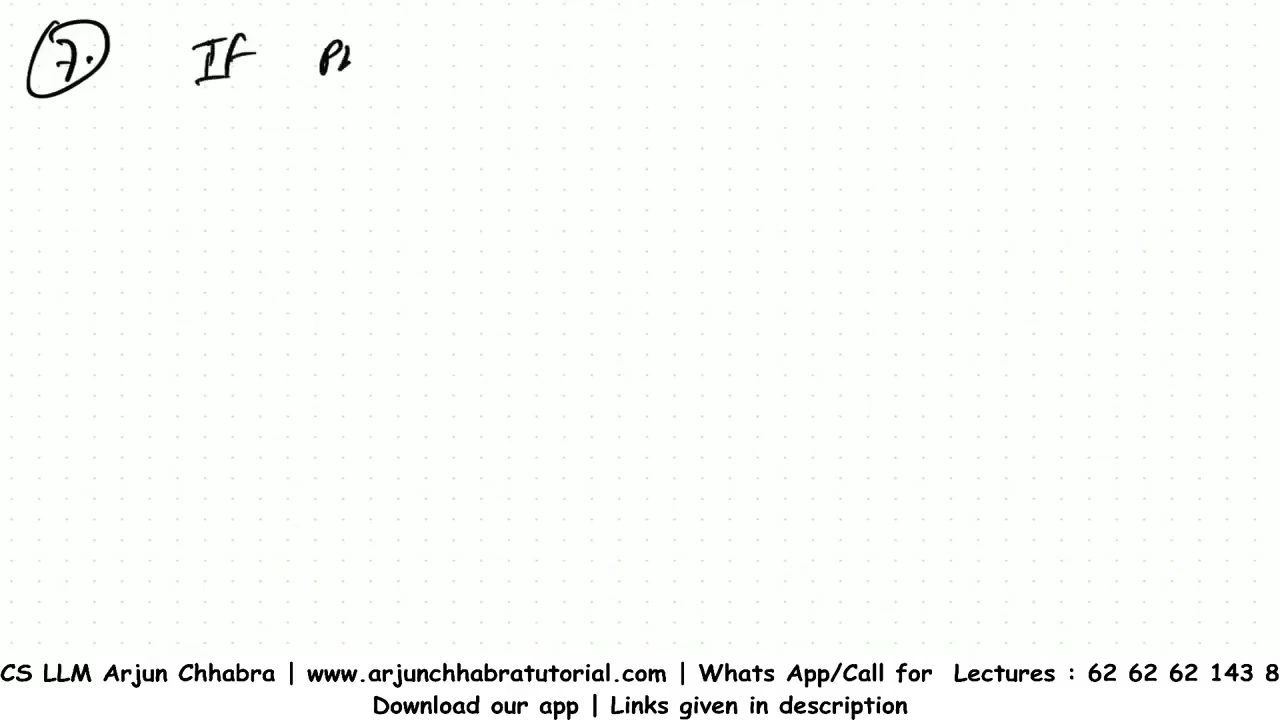 7. If
CS LLM Arjun Chhabra | www.arjunchhabratutorial.com | Whats App/Call for Lectures : 62 62 62 143 8
Download our app | Links given in description